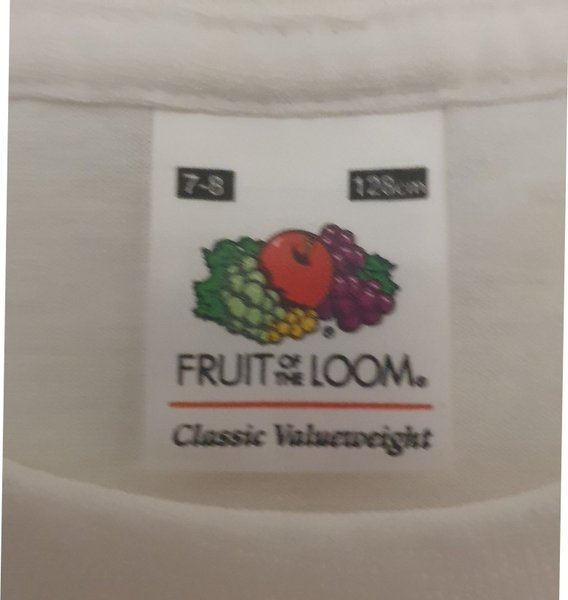 7-8 128cm
FRUIT OF THE LOOM®
Classic Valueweight